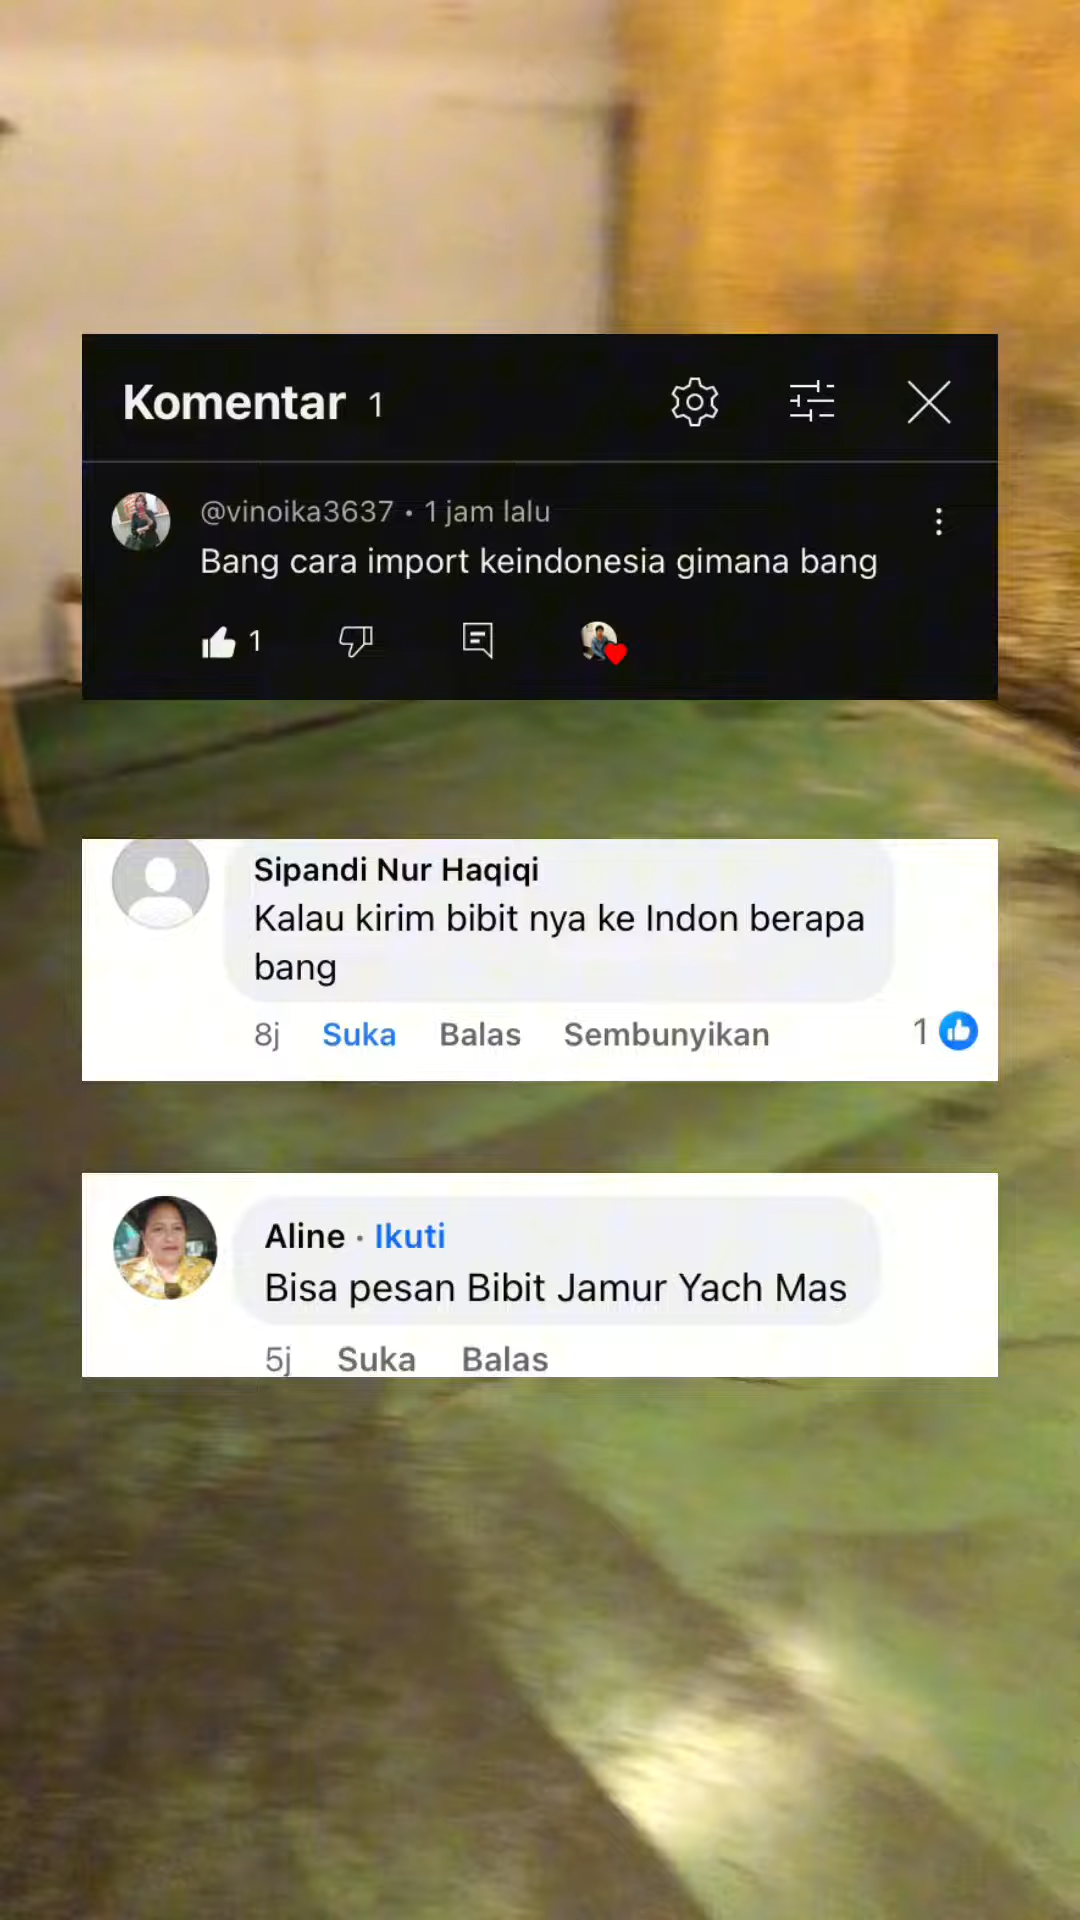 Komentar 1
@vinoika3637 • 1 jam lalu
Bang cara import keindonesia gimana bang
1
Sipandi Nur Haqiqi
Kalau kirim bibit nya ke Indon berapa
bang
8j Suka Balas Sembunyikan 1
Aline · Ikuti
Bisa pesan Bibit Jamur Yach Mas
5j Suka Balas